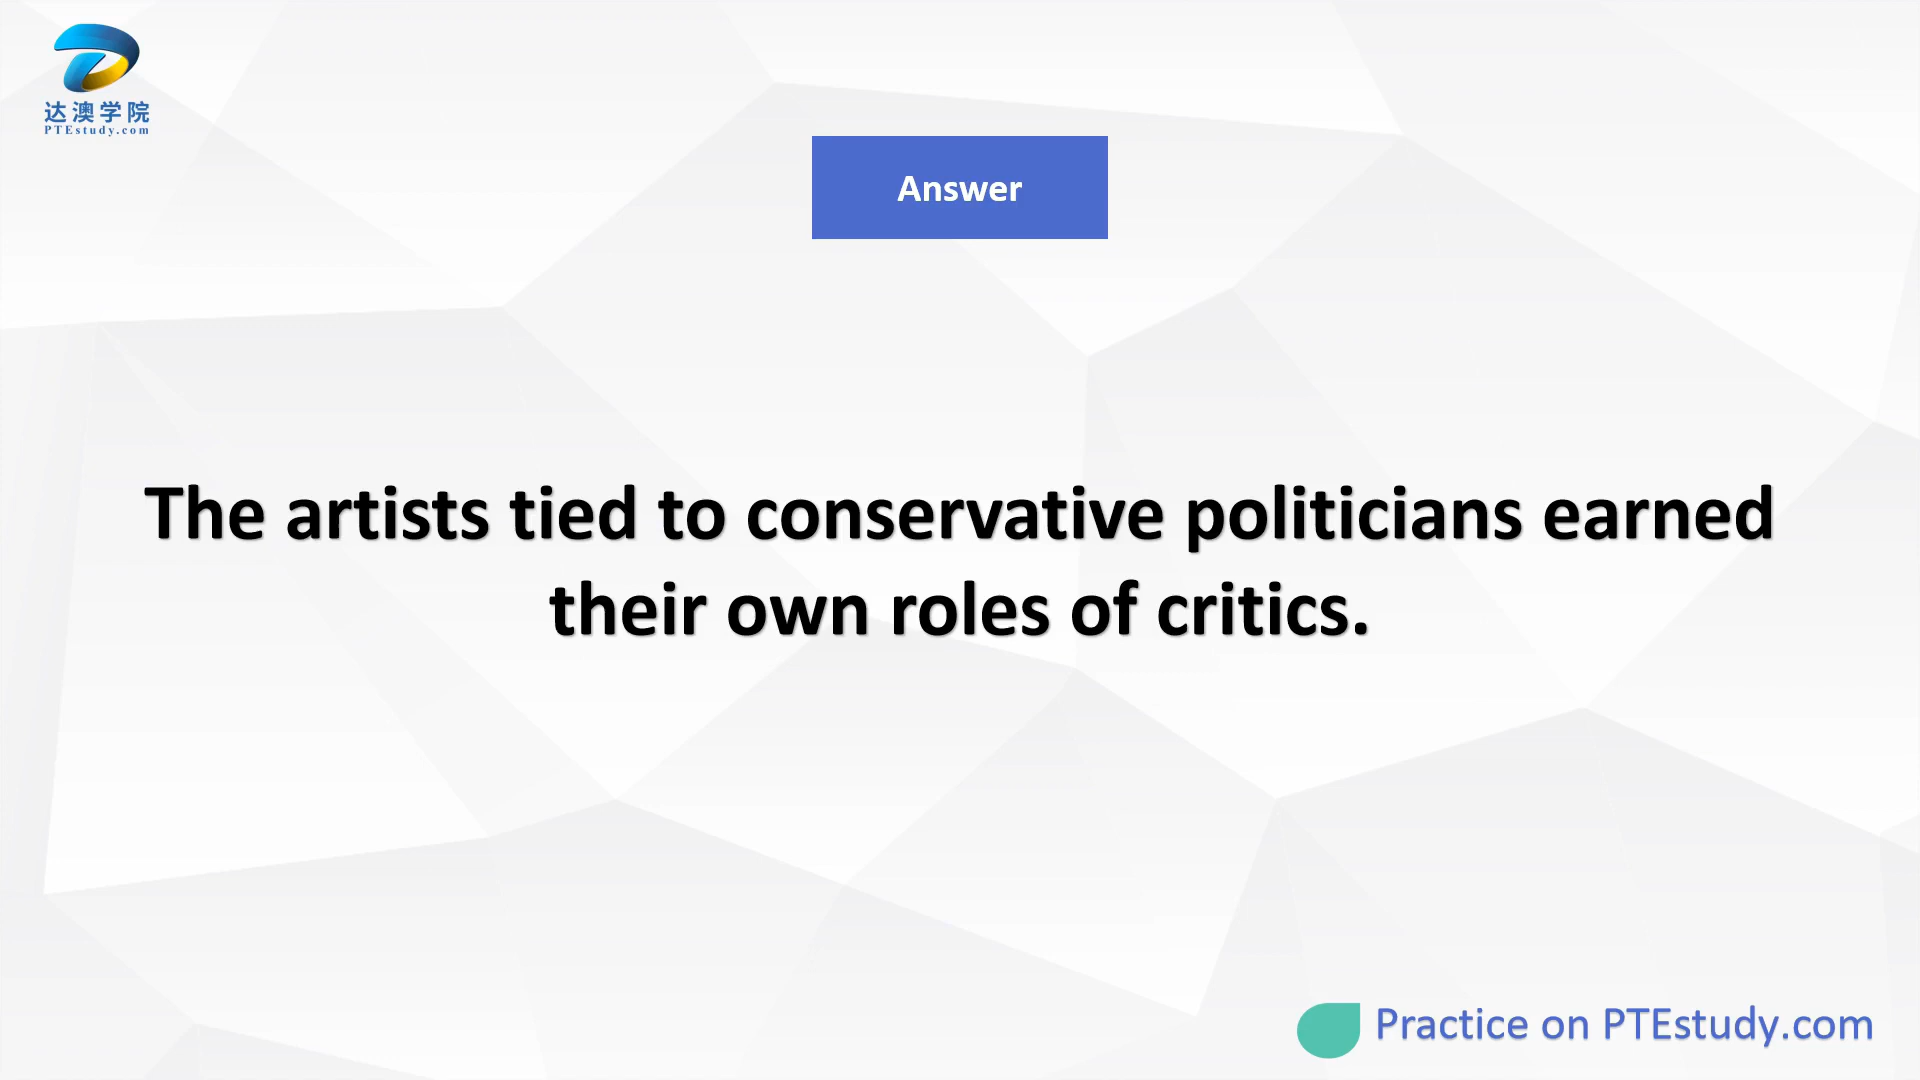 达澳学院
PTEstudy.com
Answer
The artists tied to conservative politicians earned
their own roles of critics.
Practice on PTEstudy.com